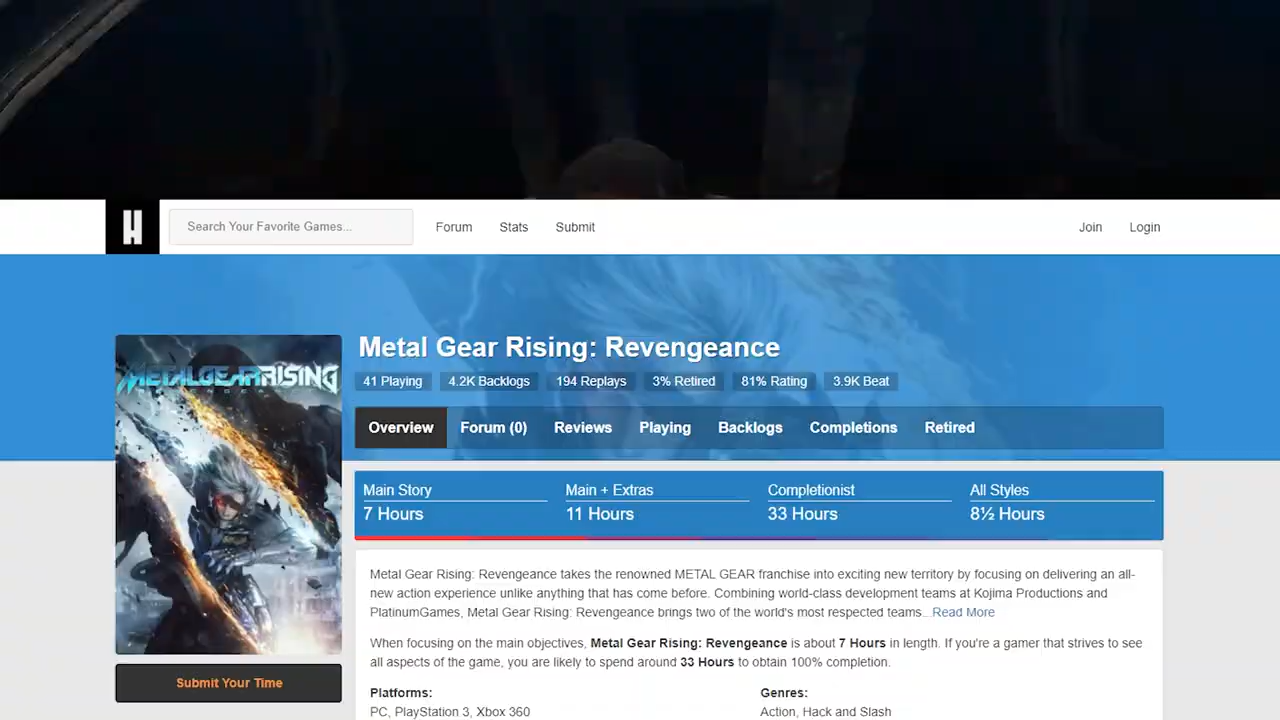 H
Search Your Favorite Games...
Forum
Stats
Submit
Join
Login
METAL GEAR RISING
Metal Gear Rising: Revengeance
41 Playing
4.2K Backlogs
194 Replays
3% Retired
81% Rating
3.9K Beat
Overview
Forum (0)
Reviews
Playing
Backlogs
Completions
Retired
Main Story
7 Hours
Main + Extras
11 Hours
Completionist
33 Hours
All Styles
8½ Hours
Metal Gear Rising: Revengeance takes the renowned METAL GEAR franchise into exciting new territory by focusing on delivering an all-
new action experience unlike anything that has come before. Combining world-class development teams at Kojima Productions and
PlatinumGames, Metal Gear Rising: Revengeance brings two of the world's most respected teams...Read More
When focusing on the main objectives, Metal Gear Rising: Revengeance is about 7 Hours in length. If you're a gamer that strives to see
all aspects of the game, you are likely to spend around 33 Hours to obtain 100% completion.
Submit Your Time
Platforms:
PC, PlayStation 3, Xbox 360
Genres:
Action, Hack and Slash